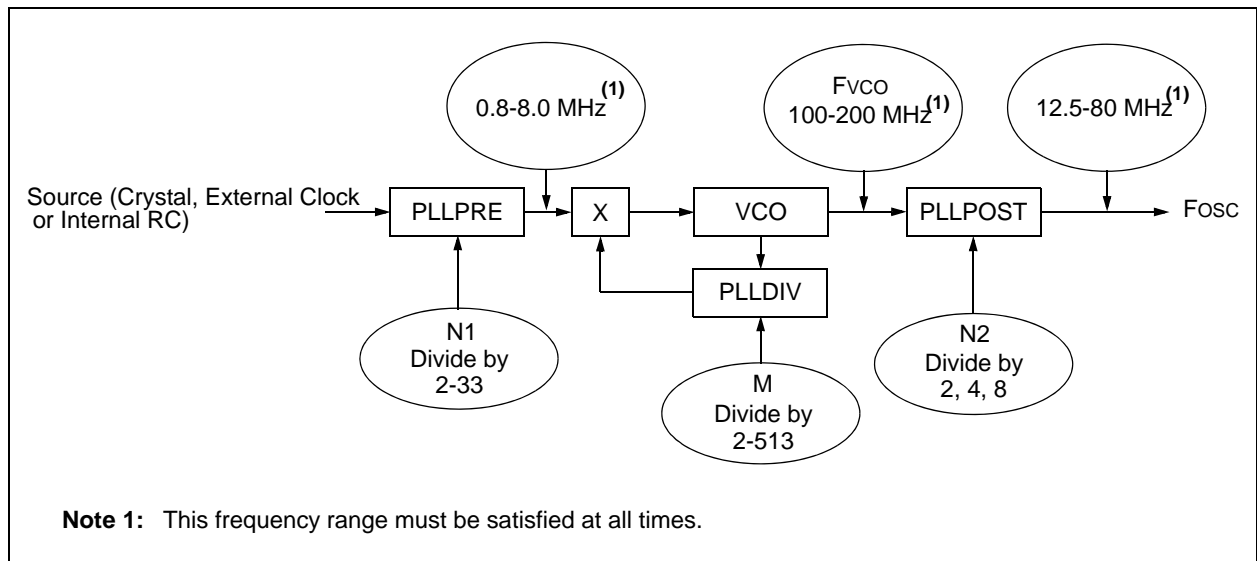 0.8-8.0 MHz(1)
FVCO
100-200 MHz(1)
12.5-80 MHz(1)
Source (Crystal, External Clock
or Internal RC)
PLLPRE
X
VCO
PLLPOST
FOSC
PLLDIV
N1
Divide by
2-33
M
Divide by
2-513
N2
Divide by
2, 4, 8
Note 1: This frequency range must be satisfied at all times.